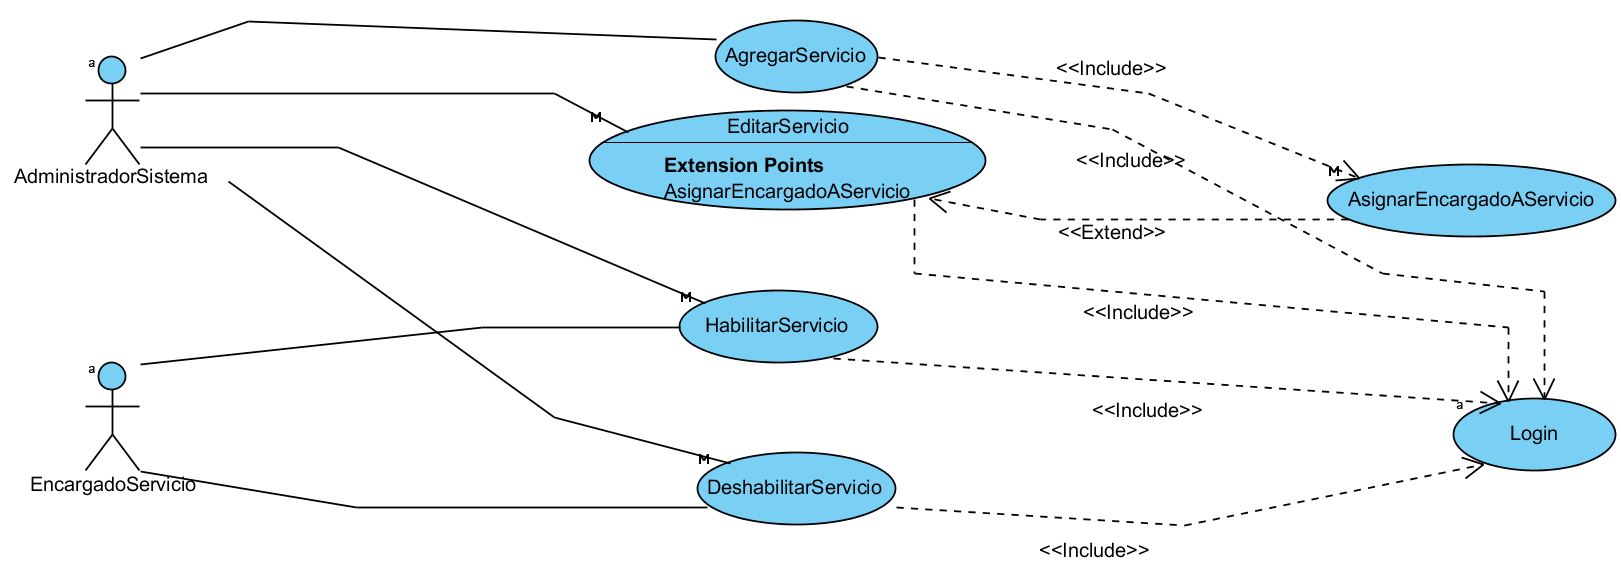 AgregarServicio
<<Include>>
a
M
EditarServicio
Extension Points
AsignarEncargadoAServicio
<<Include>>
M
AsignarEncargadoAServicio
AdministradorSistema
<<Extend>>
M
HabilitarServicio
<<Include>>
a
<<Include>>
a
Login
EncargadoServicio
M
DeshabilitarServicio
<<Include>>